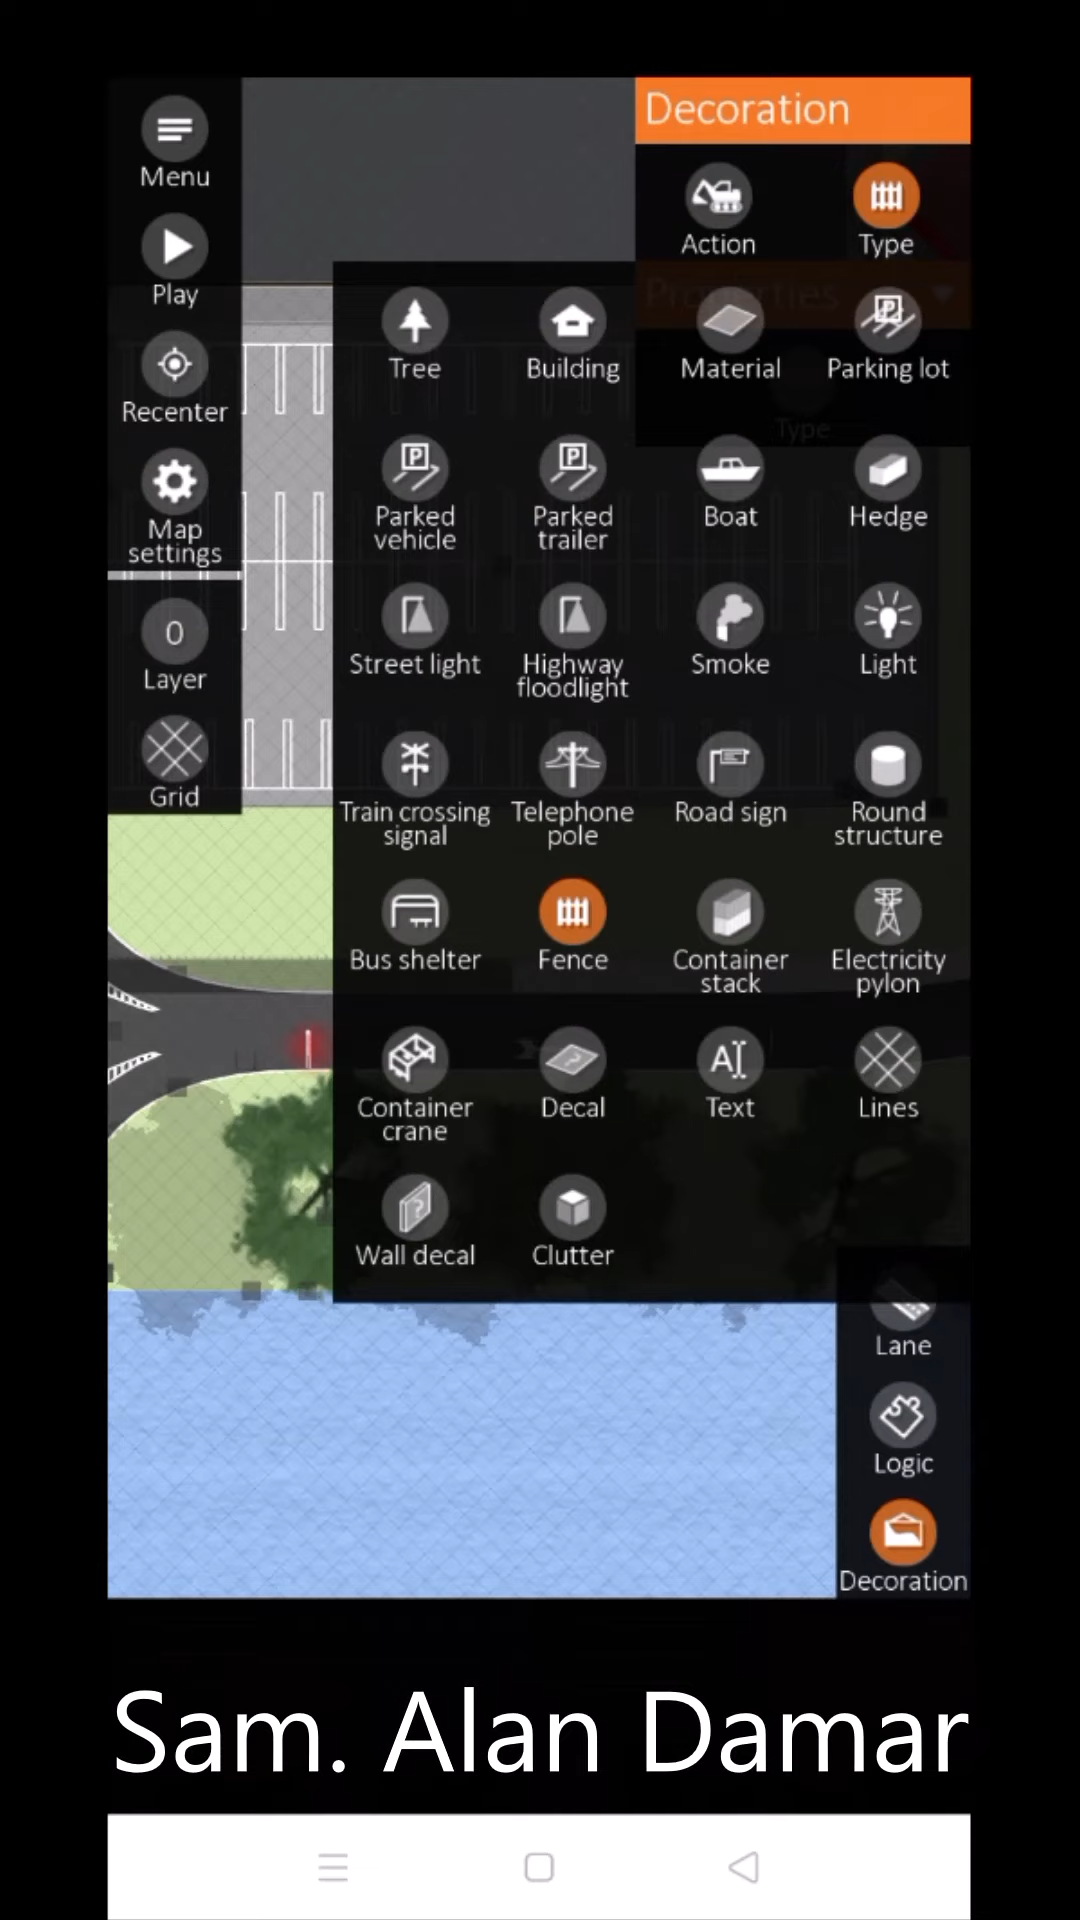 Decoration
Menu
Action
Type
Play
Properties
Tree
Building
Material
Parking lot
Recenter
Type
Map
settings
Parked
vehicle
Parked
trailer
Boat
Hedge
0
Layer
Street light
Highway
floodlight
Smoke
Light
Grid
Train crossing
signal
Telephone
pole
Road sign
Round
structure
Bus shelter
Fence
Container
stack
Electricity
pylon
Container
crane
Decal
Text
Lines
Wall decal
Clutter
Lane
Logic
Decoration
Sam. Alan Damar